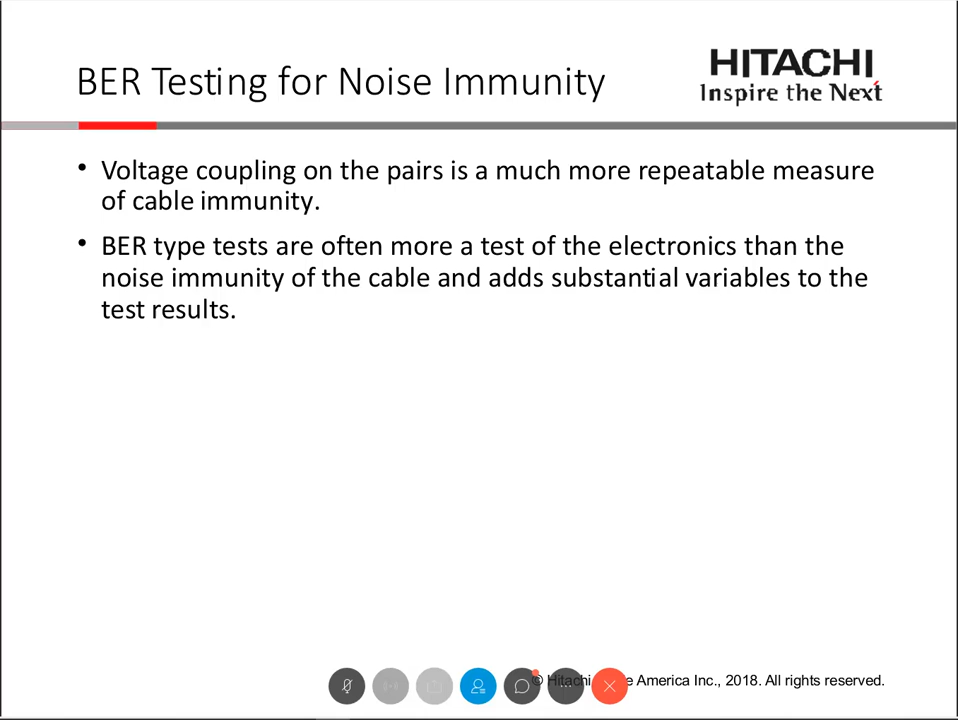 BER Testing for Noise Immunity
HITACHI
Inspire the Next
• Voltage coupling on the pairs is a much more repeatable measure
of cable immunity.
• BER type tests are often more a test of the electronics than the
noise immunity of the cable and adds substantial variables to the
test results.
© Hitachi America Inc., 2018. All rights reserved.